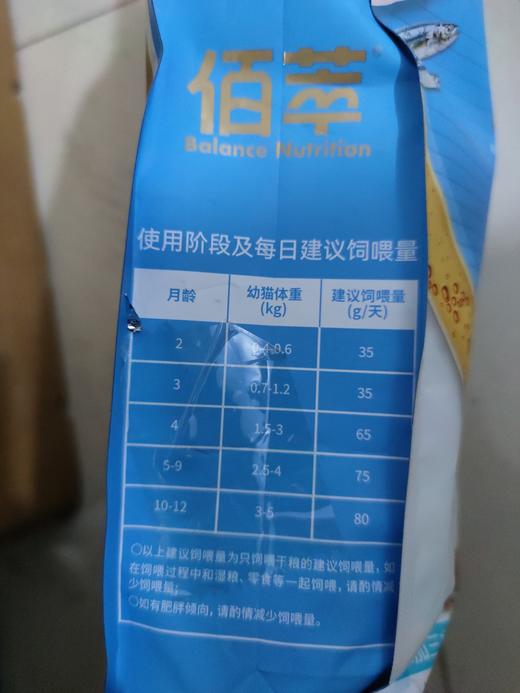 佰萃
Balance Nutrition
使用阶段及每日建议饲喂量
月龄 幼猫体重(kg) 建议饲喂量(g/天)
2 0.4-0.6 35
3 0.7-1.2 35
4 1.5-3 65
5-9 2.5-4 75
10-12 3-5 80
○以上建议饲喂量为只饲喂干粮的建议饲喂量，如
在饲喂过程中和湿粮、零食等一起饲喂，请酌情减
少饲喂量；
○如有肥胖倾向，请酌情减少饲喂量。